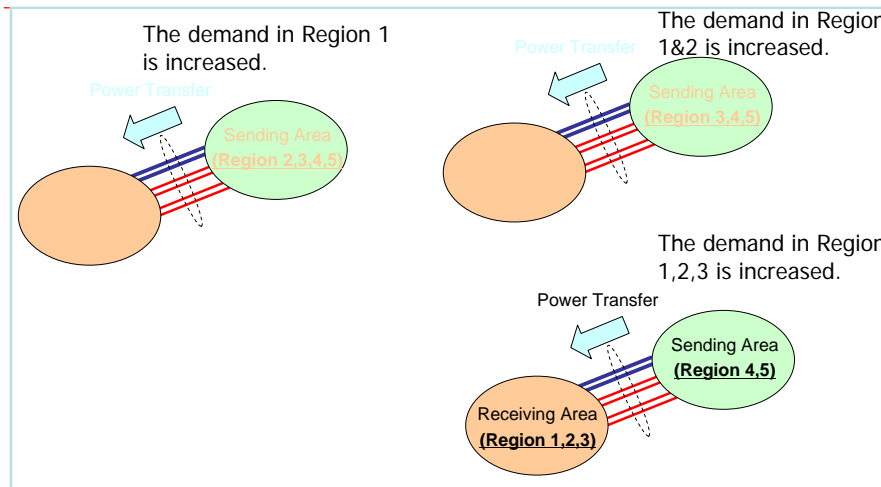 The demand in Region 1
is increased.
Power Transfer
Sending Area
(Region 2,3,4,5)
The demand in Region
1&2 is increased.
Power Transfer
Sending Area
(Region 3,4,5)
The demand in Region
1,2,3 is increased.
Power Transfer
Sending Area
(Region 4,5)
Receiving Area
(Region 1,2,3)